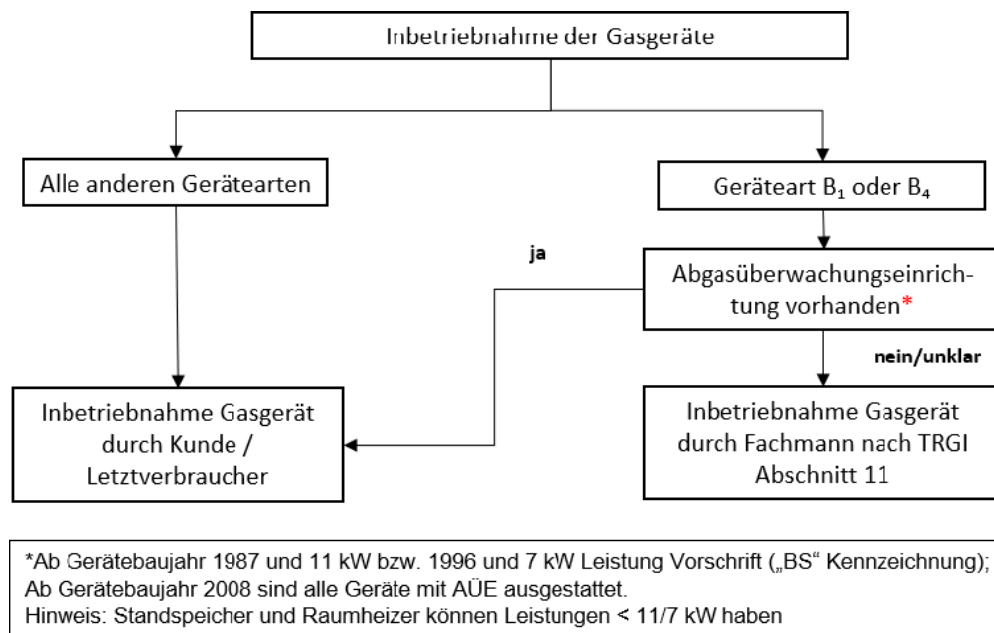 Inbetriebnahme der Gasgeräte
Alle anderen Gerätearten
Geräteart B₁ oder B₄
ja
Abgasüberwachungseinrich-
tung vorhanden*
nein/unklar
Inbetriebnahme Gasgerät
durch Kunde /
Letztverbraucher
Inbetriebnahme Gasgerät
durch Fachmann nach TRGI
Abschnitt 11
*Ab Gerätebaujahr 1987 und 11 kW bzw. 1996 und 7 kW Leistung Vorschrift („BS“ Kennzeichnung);
Ab Gerätebaujahr 2008 sind alle Geräte mit AÜE ausgestattet.
Hinweis: Standspeicher und Raumheizer können Leistungen < 11/7 kW haben